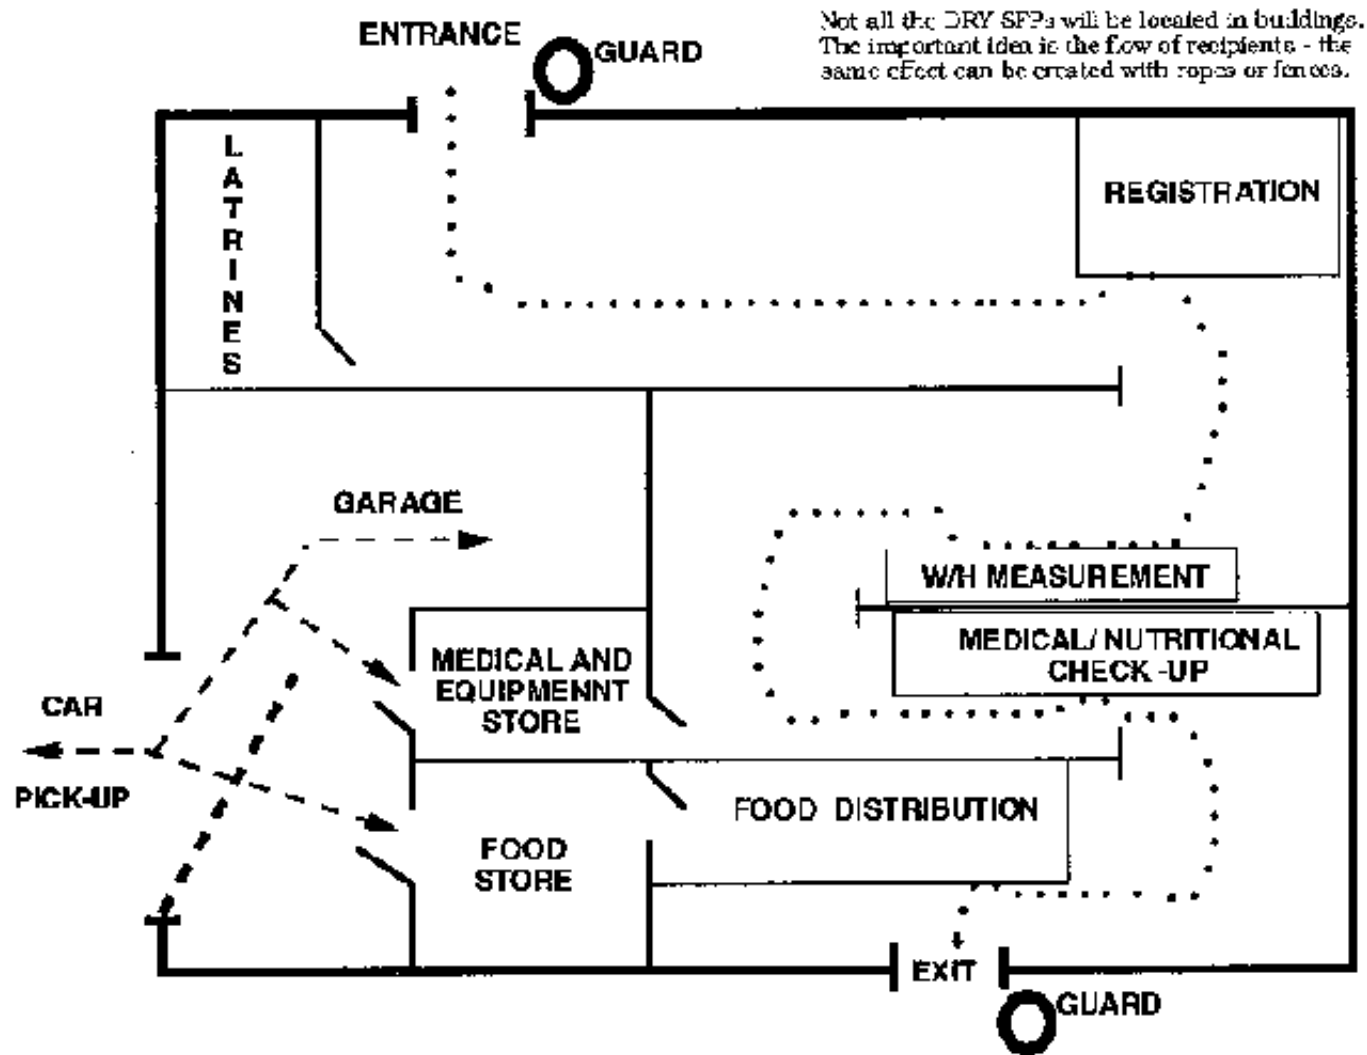 Not all the DRY SFPs will be located in buildings.
The important idea is the flow of recipients - the
same effect can be created with ropes or fences.
ENTRANCE
GUARD
LATRINES
REGISTRATION
GARAGE
W/H MEASUREMENT
MEDICAL/ NUTRITIONAL
CHECK -UP
MEDICAL AND
EQUIPMENNT
STORE
CAR
PICK-UP
FOOD DISTRIBUTION
FOOD
STORE
EXIT
GUARD